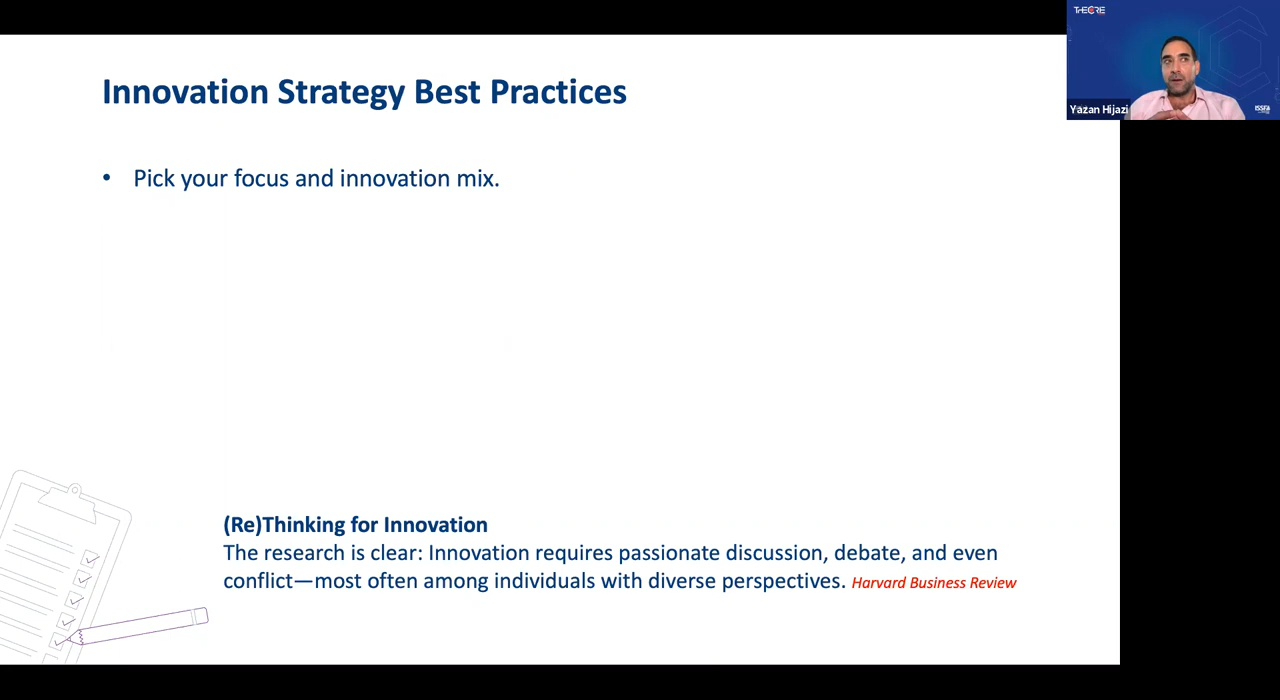 THECRE
Innovation Strategy Best Practices
Yazan Hijazi
ISSFA
• Pick your focus and innovation mix.
(Re)Thinking for Innovation
The research is clear: Innovation requires passionate discussion, debate, and even
conflict—most often among individuals with diverse perspectives. Harvard Business Review